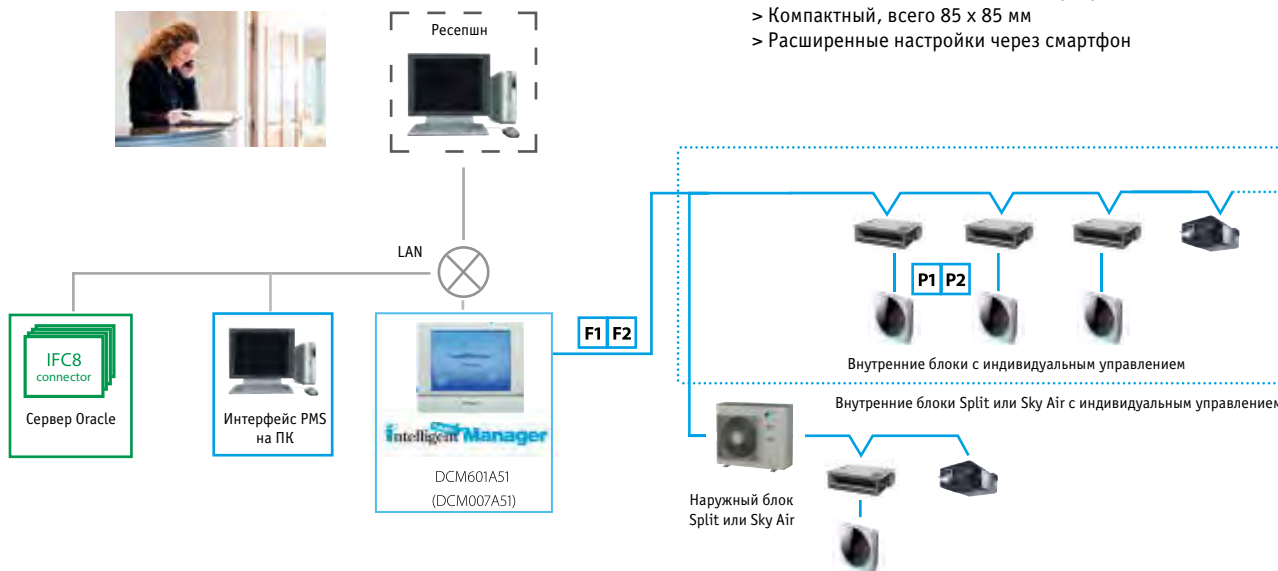 > Компактный, всего 85 x 85 мм
> Расширенные настройки через смартфон
Ресепшн
LAN
IFC8
connector
Сервер Oracle
Интерфейс PMS
на ПК
intelligent Manager
DCM601A51
(DCM007A51)
F1 F2
P1 P2
Внутренние блоки с индивидуальным управлением
Внутренние блоки Split или Sky Air с индивидуальным управлением
Наружный блок
Split или Sky Air